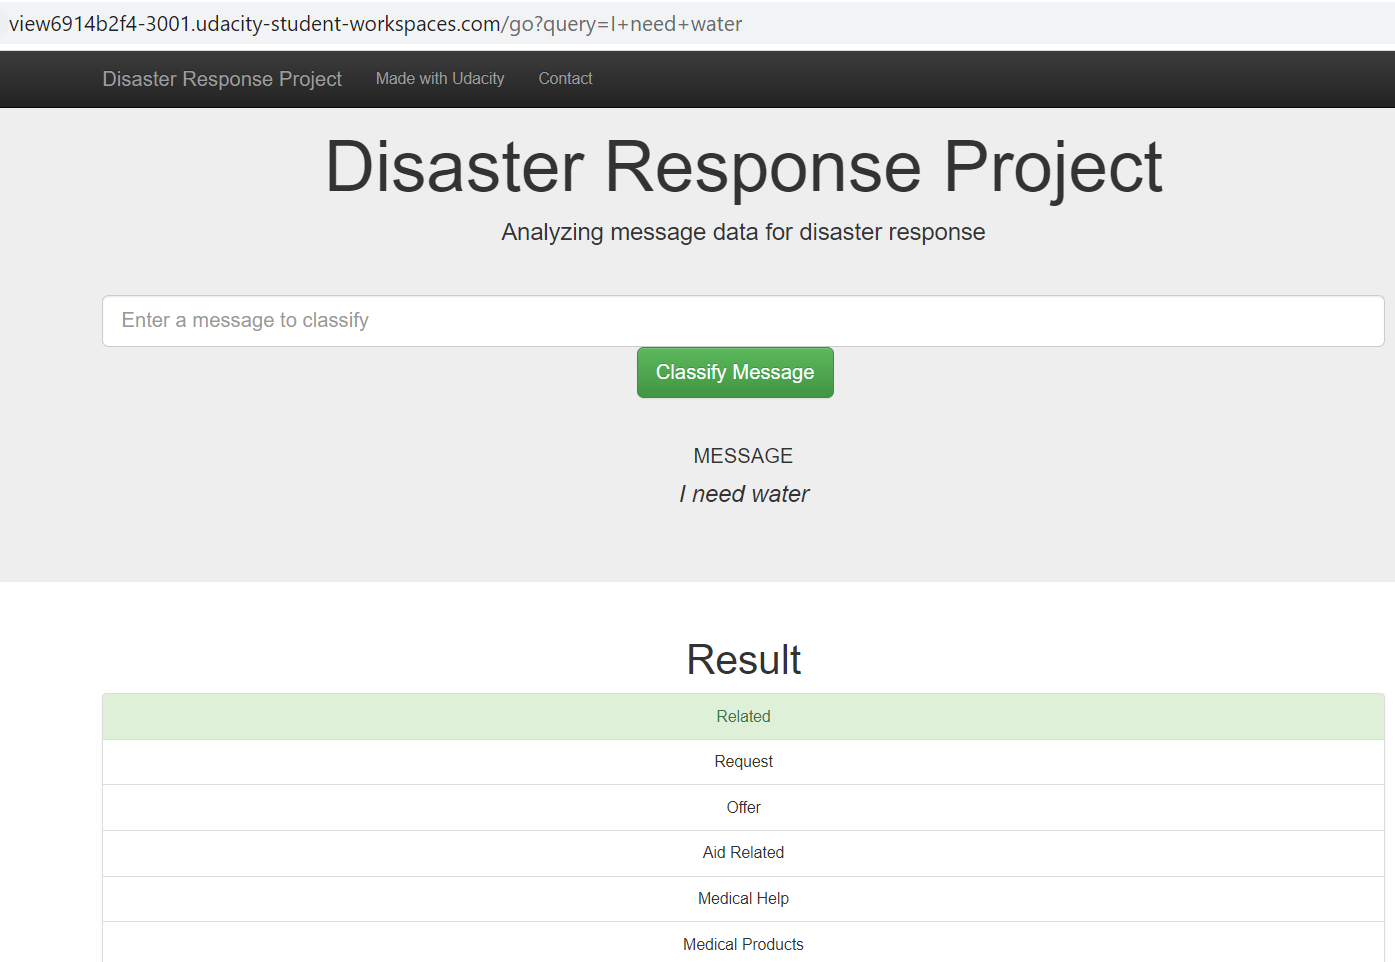 view6914b2f4-3001.udacity-student-workspaces.com/go?query=I+need+water
Disaster Response Project Made with Udacity Contact
Disaster Response Project
Analyzing message data for disaster response
Enter a message to classify
Classify Message
MESSAGE
I need water
Result
Related
Request
Offer
Aid Related
Medical Help
Medical Products